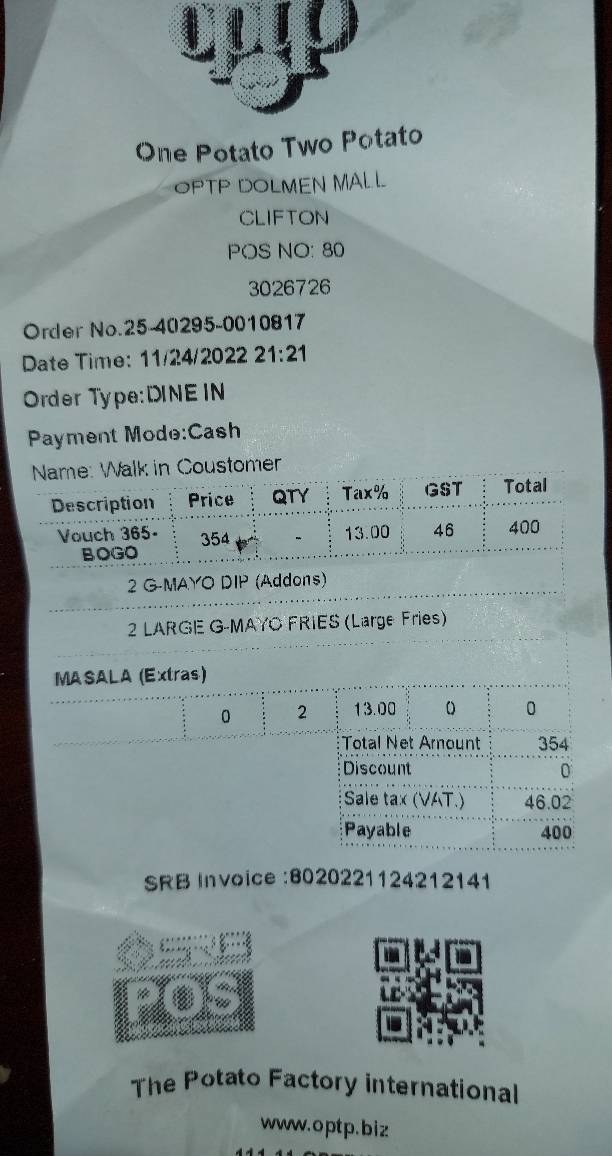 optp
One Potato Two Potato
OPTP DOLMEN MALL
CLIFTON
POS NO: 80
3026726
Order No.25-40295-0010817
Date Time: 11/24/2022 21:21
Order Type:DINE IN
Payment Mode:Cash
Name: Walk in Coustomer
Description Price QTY Tax% GST Total
Vouch 365- 354 - 13.00 46 400
BOGO
2 G-MAYO DIP (Addons)
2 LARGE G-MAYO FRIES (Large Fries)
MASALA (Extras)
0 2 13.00 0 0
Total Net Amount 354
Discount 0
Sale tax (VAT.) 46.02
Payable 400
SRB Invoice :8020221124212141
SRB
POS
The Potato Factory international
www.optp.biz